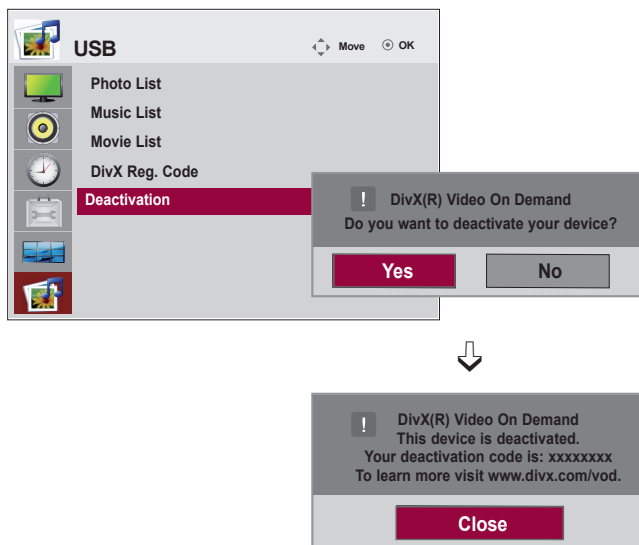 USB
Move OK
Photo List
Music List
Movie List
DivX Reg. Code
Deactivation
! DivX(R) Video On Demand
Do you want to deactivate your device?
Yes No
! DivX(R) Video On Demand
This device is deactivated.
Your deactivation code is: xxxxxxxx
To learn more visit www.divx.com/vod.
Close